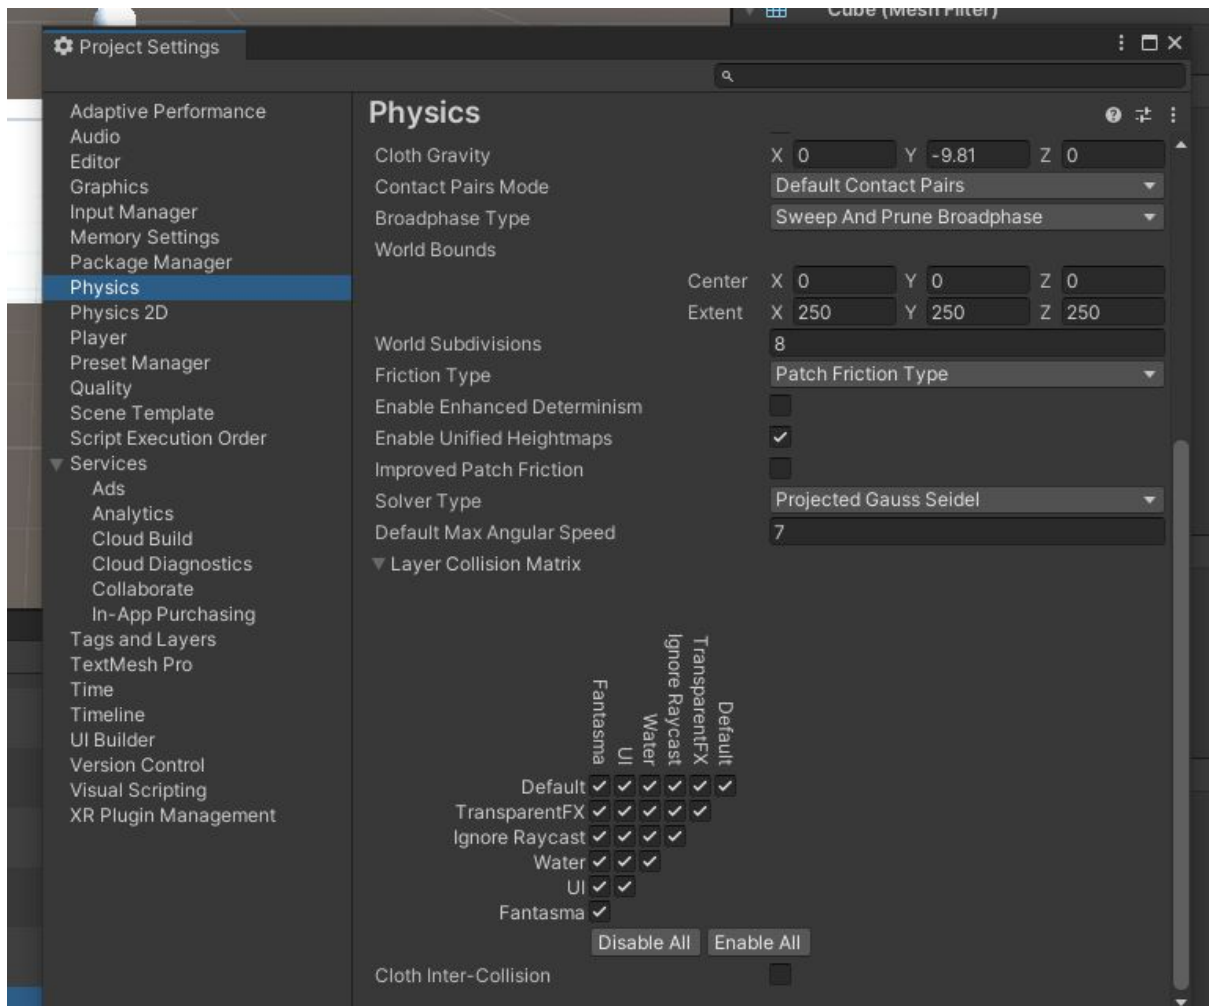 Cube (Mesh Filter)
Project Settings
Adaptive Performance
Audio
Editor
Graphics
Input Manager
Memory Settings
Package Manager
Physics
Physics 2D
Player
Preset Manager
Quality
Scene Template
Script Execution Order
Services
Ads
Analytics
Cloud Build
Cloud Diagnostics
Collaborate
In-App Purchasing
Tags and Layers
TextMesh Pro
Time
Timeline
UI Builder
Version Control
Visual Scripting
XR Plugin Management
Physics
Cloth Gravity X 0 Y -9.81 Z 0
Contact Pairs Mode Default Contact Pairs
Broadphase Type Sweep And Prune Broadphase
World Bounds
Center X 0 Y 0 Z 0
Extent X 250 Y 250 Z 250
World Subdivisions 8
Friction Type Patch Friction Type
Enable Enhanced Determinism
Enable Unified Heightmaps
Improved Patch Friction
Solver Type Projected Gauss Seidel
Default Max Angular Speed 7
Layer Collision Matrix
Fantasma
UI
Water
Ignore Raycast
TransparentFX
Default
Default
TransparentFX
Ignore Raycast
Water
UI
Fantasma
Disable All Enable All
Cloth Inter-Collision